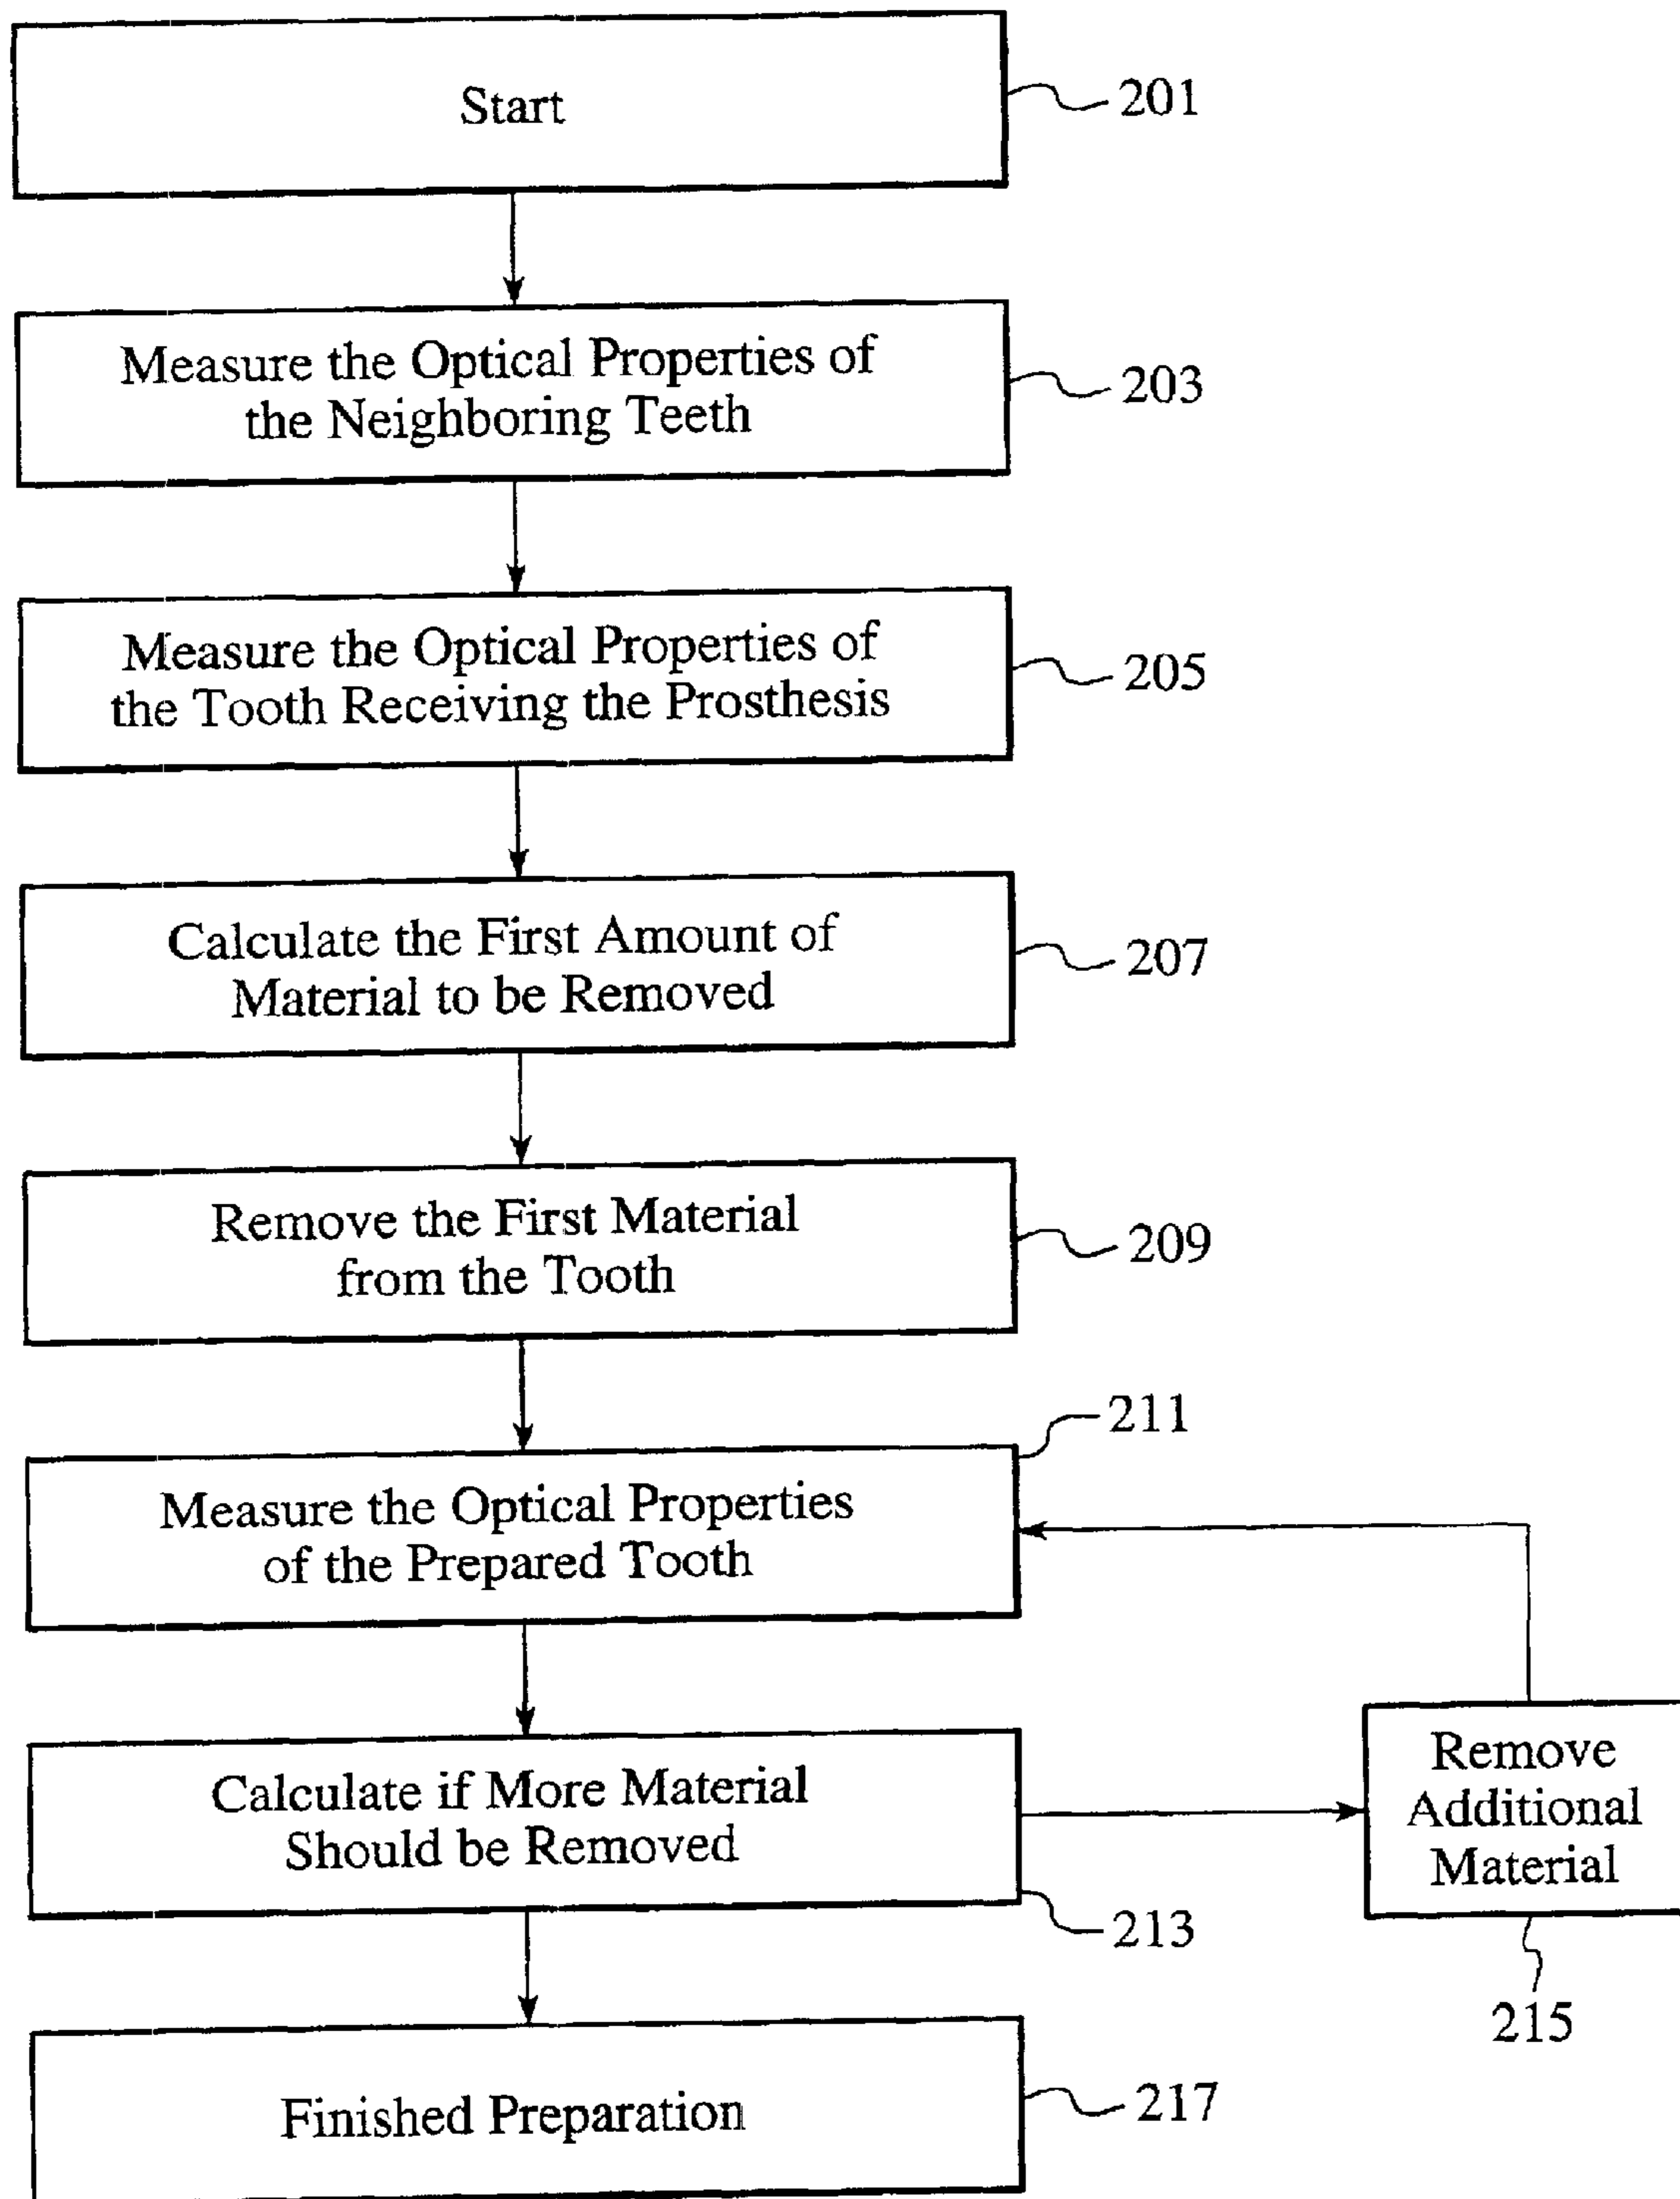 Start
201
Measure the Optical Properties of
the Neighboring Teeth
203
Measure the Optical Properties of
the Tooth Receiving the Prosthesis
205
Calculate the First Amount of
Material to be Removed
207
Remove the First Material
from the Tooth
209
211
Measure the Optical Properties
of the Prepared Tooth
Calculate if More Material
Should be Removed
213
Remove
Additional
Material
215
Finished Preparation
217